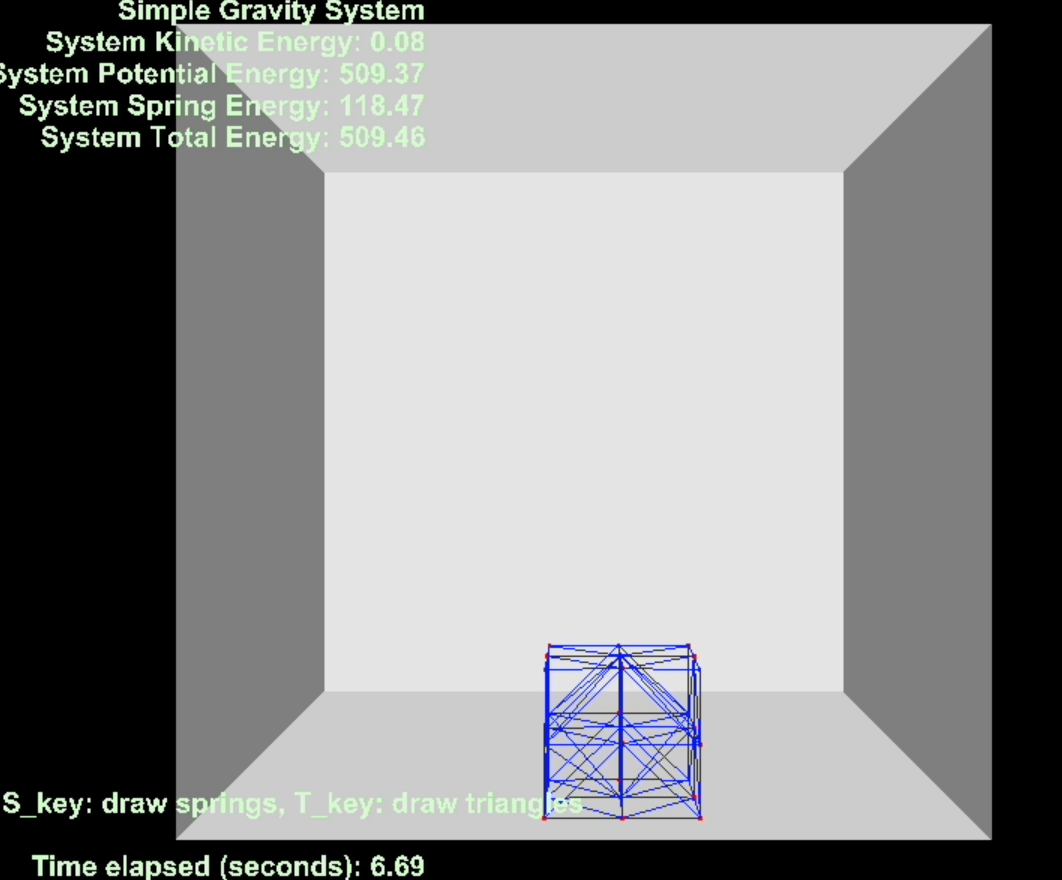 Simple Gravity System
System Kinetic Energy: 0.08
System Potential Energy: 509.37
System Spring Energy: 118.47
System Total Energy: 509.46
S_key: draw springs, T_key: draw triangles
Time elapsed (seconds): 6.69